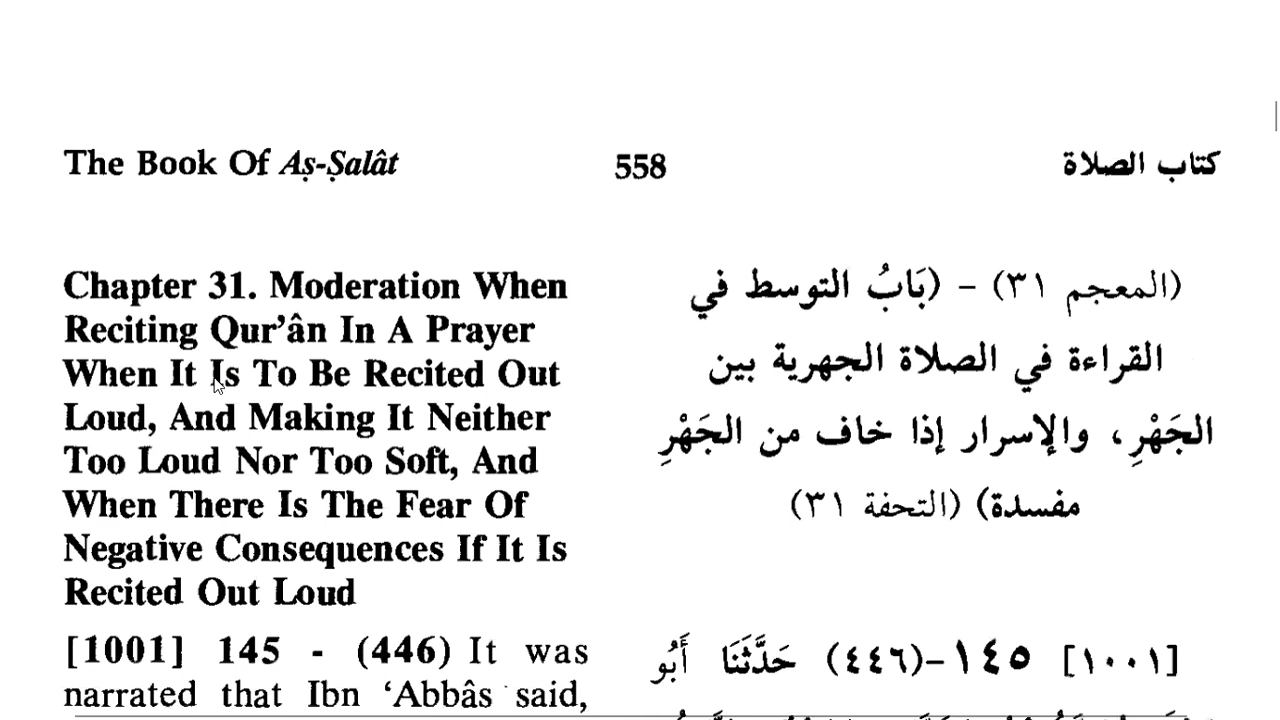 The Book Of Aṣ-Ṣalât
558
كتاب الصلاة
Chapter 31. Moderation When
Reciting Qur’ân In A Prayer
When It Is To Be Recited Out
Loud, And Making It Neither
Too Loud Nor Too Soft, And
When There Is The Fear Of
Negative Consequences If It Is
Recited Out Loud
[1001] 145 - (446) It was
narrated that Ibn ‘Abbâs said,
(المعجم ٣١) - (بَابُ التوسط في
القراءة في الصلاة الجهرية بين
الجَهْرِ، والإسرار إذا خاف من الجَهْرِ
مفسدة) (التحفة ٣١)
[١٠٠١] ١٤٥-(٤٤٦) حَدَّثَنَا أَبُو